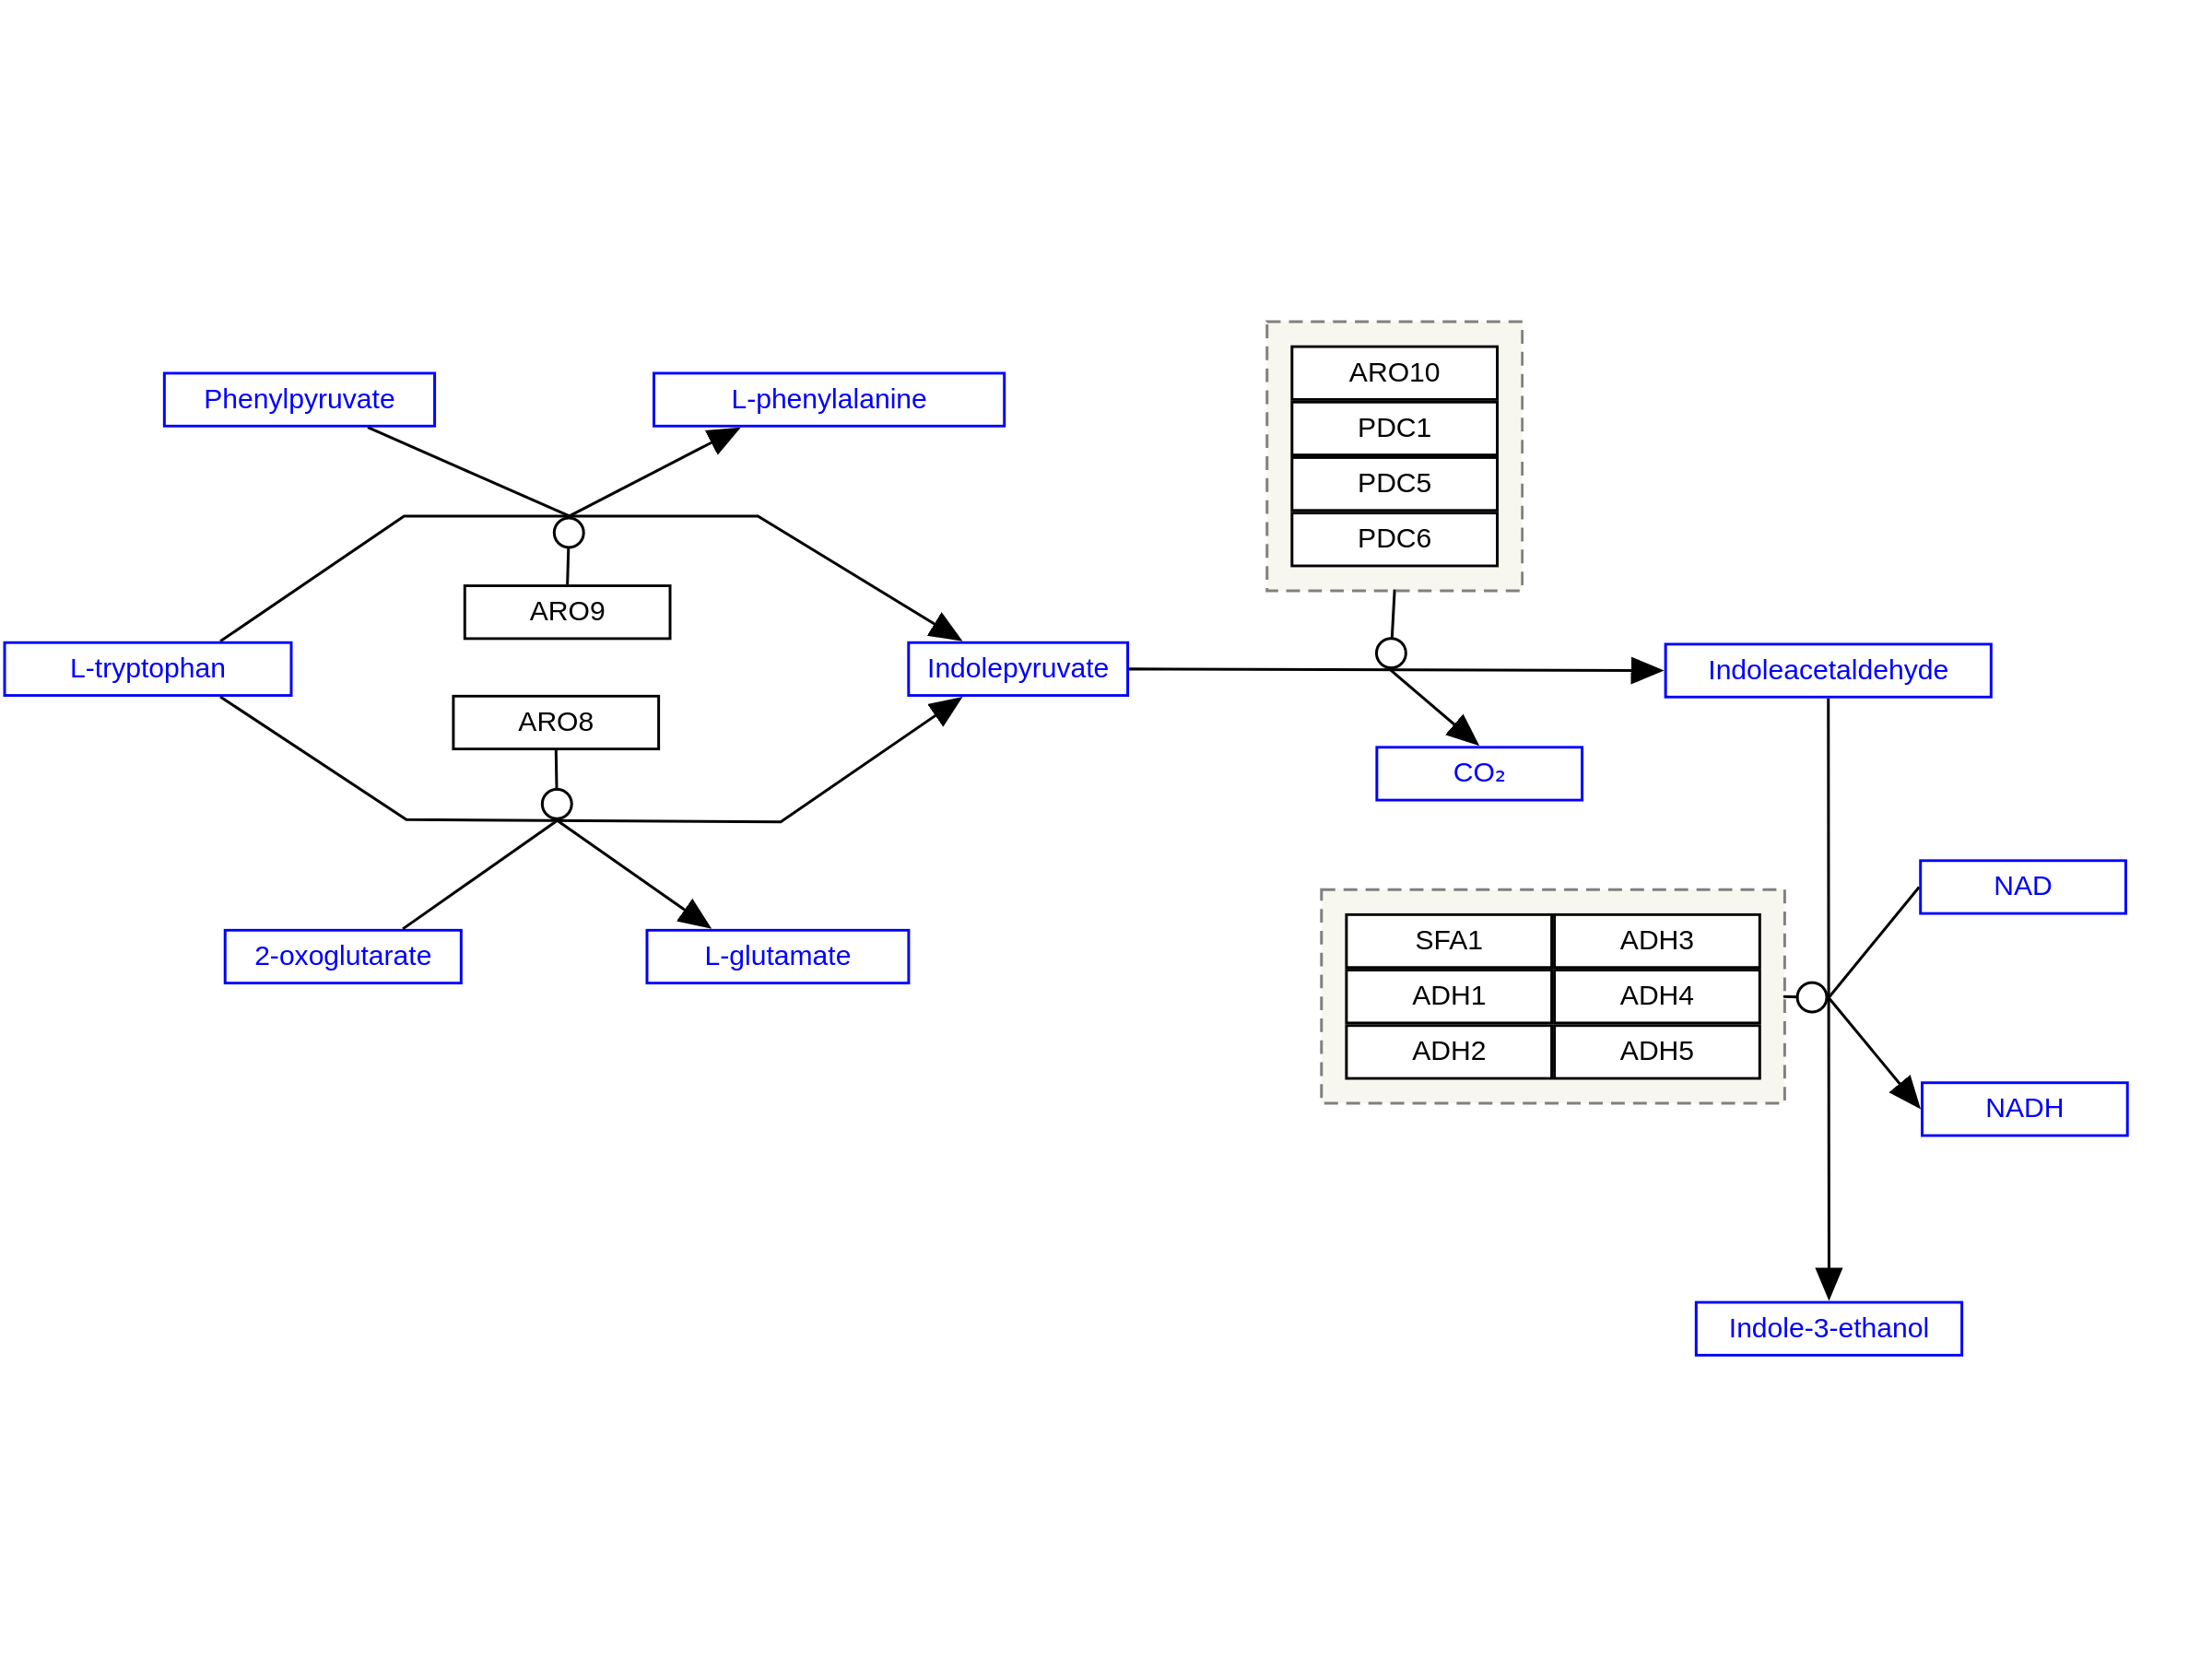 Phenylpyruvate
L-phenylalanine
ARO9
L-tryptophan
ARO8
Indolepyruvate
2-oxoglutarate
L-glutamate
ARO10
PDC1
PDC5
PDC6
Indoleacetaldehyde
CO₂
SFA1
ADH3
ADH1
ADH4
ADH2
ADH5
NAD
NADH
Indole-3-ethanol